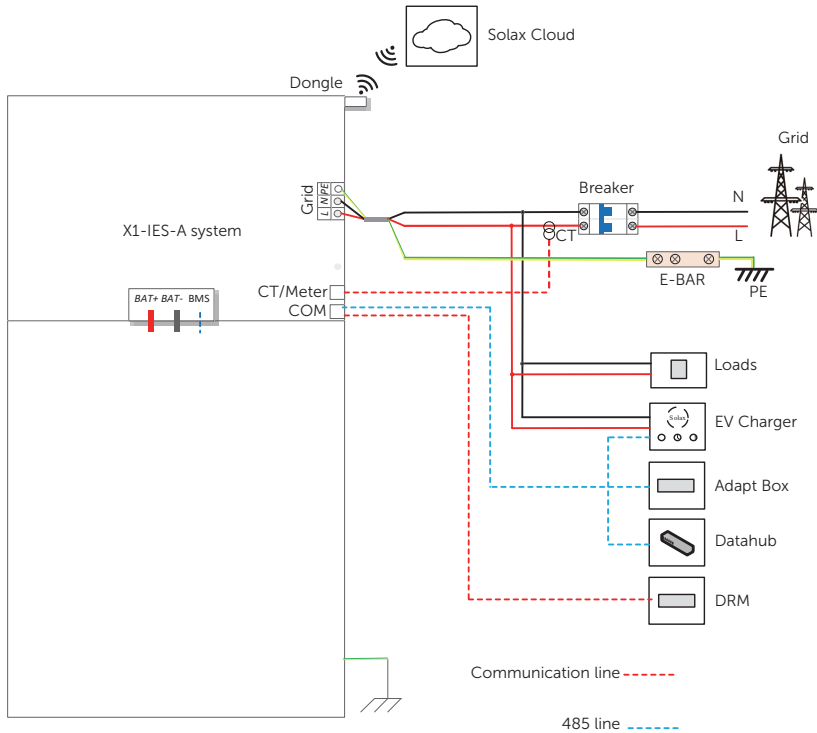 Solax Cloud
Dongle
Grid
Grid
PE
N
L
Breaker
N
X1-IES-A system
CT
L
E-BAR
PE
CT/Meter
BAT+ BAT- BMS
COM
Loads
Solax
EV Charger
Adapt Box
Datahub
DRM
Communication line
485 line